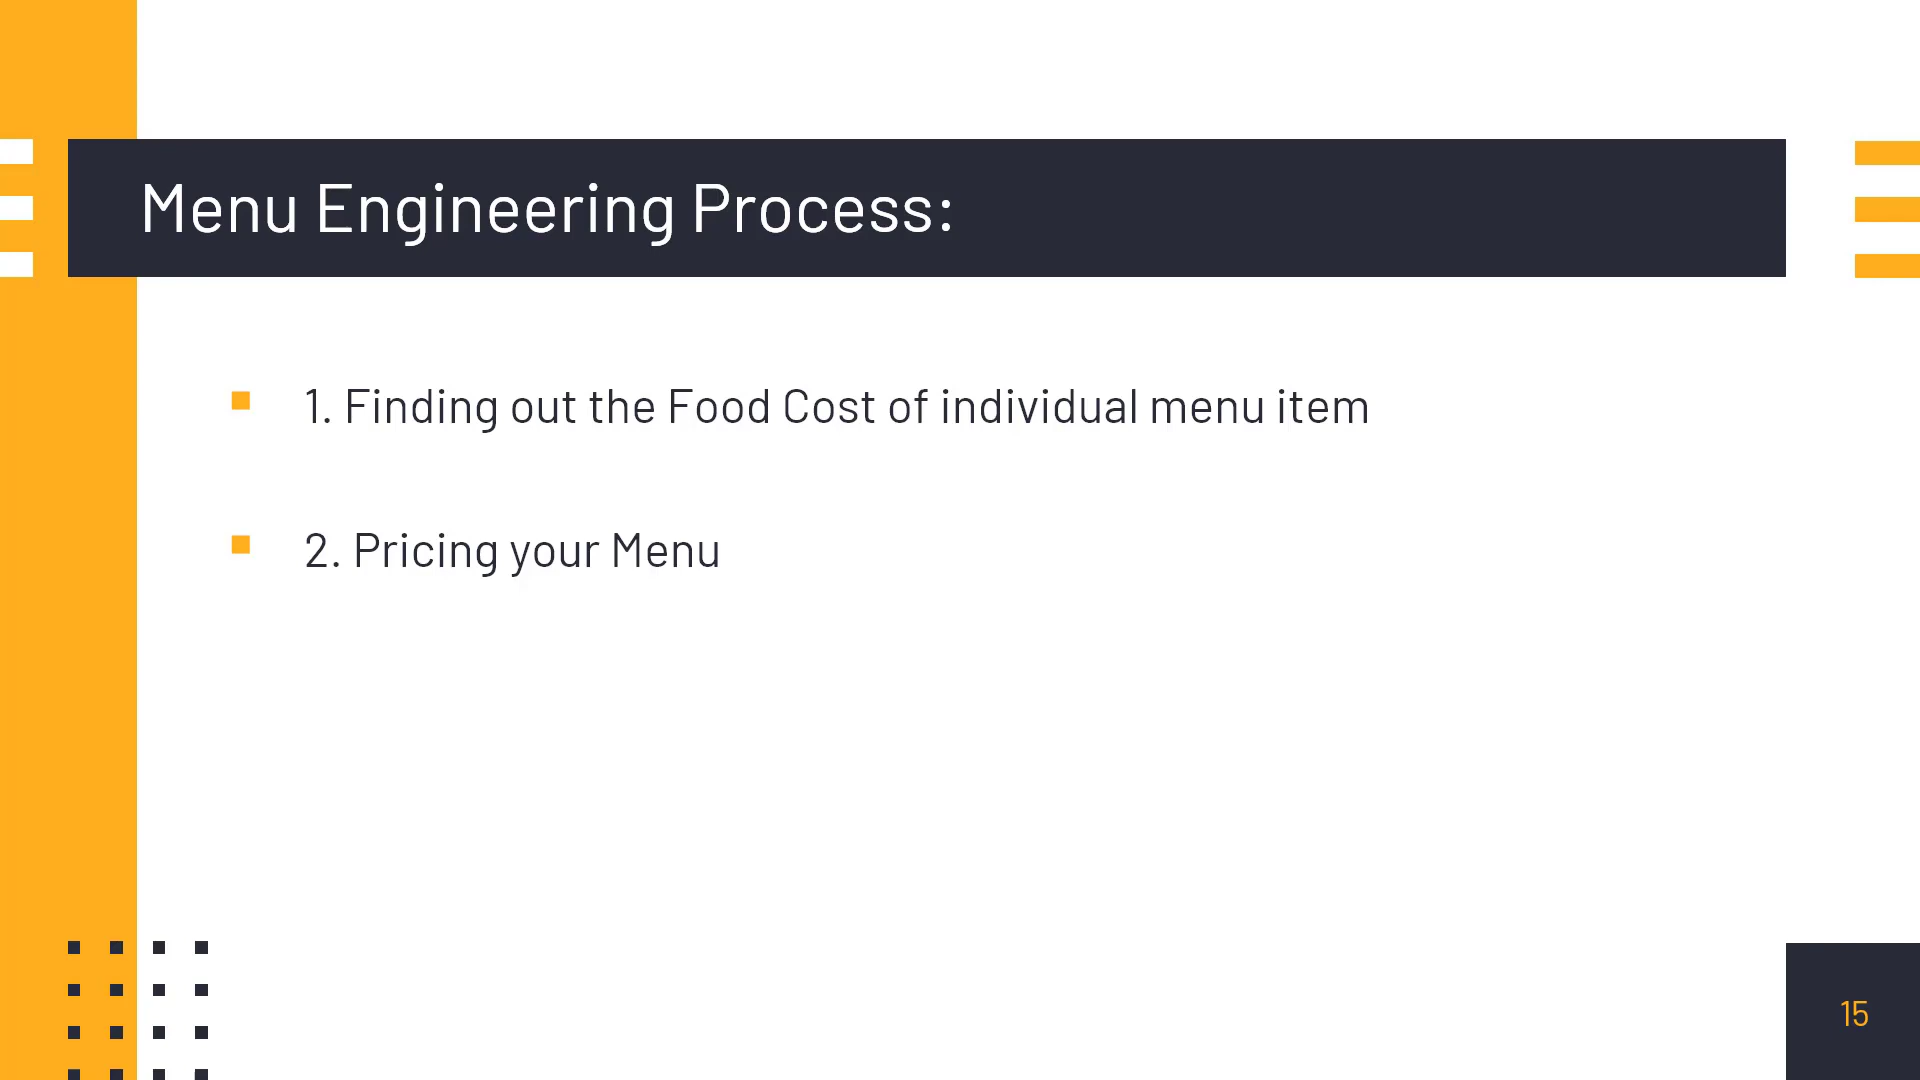 Menu Engineering Process:
1. Finding out the Food Cost of individual menu item
2. Pricing your Menu
15